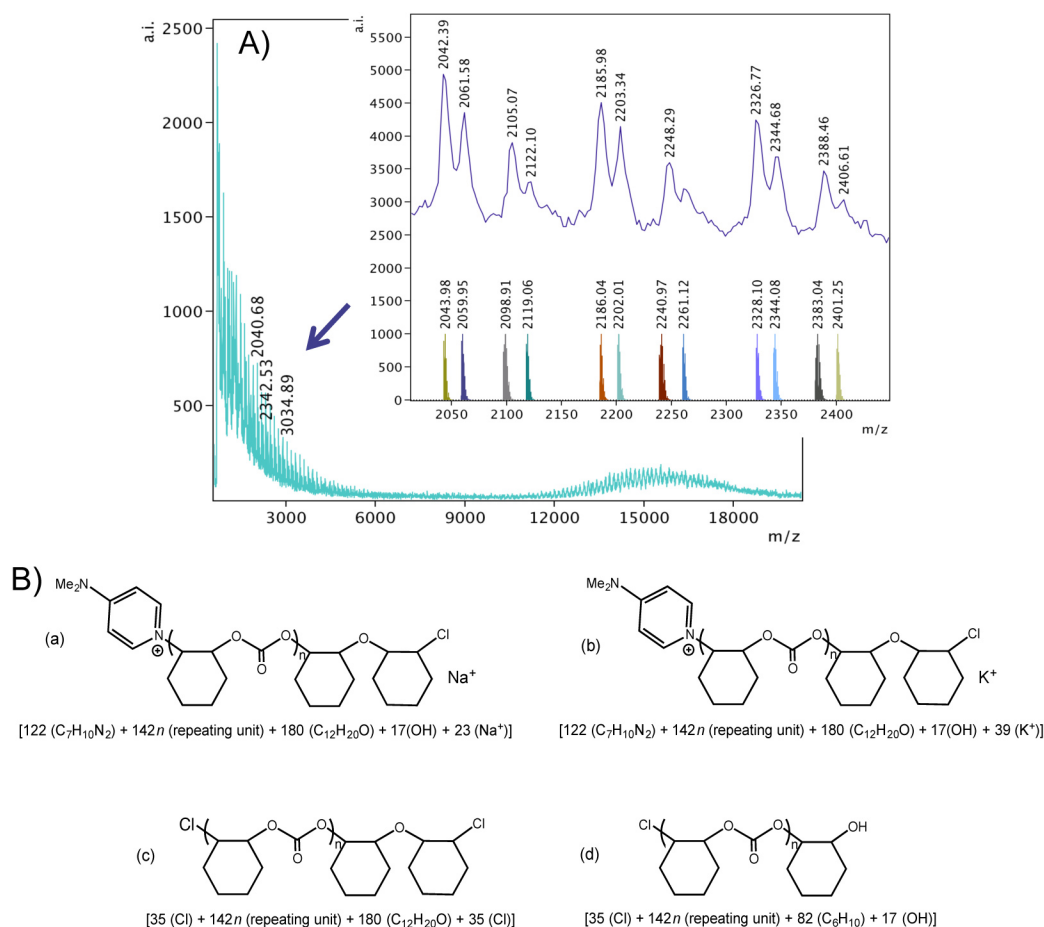 A)
a.i.
2500
2000
1500
1000
500
2040.68
2342.53
3034.89
3000
6000
9000
12000
15000
18000
m/z
a.i.
5500
5000
4500
4000
3500
3000
2500
2000
1500
1000
500
0
2042.39
2061.58
2105.07
2122.10
2185.98
2203.34
2248.29
2326.77
2344.68
2388.46
2406.61
2043.98
2059.95
2098.91
2119.06
2186.04
2202.01
2240.97
2261.12
2328.10
2344.08
2383.04
2401.25
2050
2100
2150
2200
2250
2300
2350
2400
m/z
B)
(a)
Me₂N
N
⊕
O
O
O
n
O
Cl
Na⁺
[122 (C₇H₁₀N₂) + 142n (repeating unit) + 180 (C₁₂H₂₀O) + 17(OH) + 23 (Na⁺)]
(b)
Me₂N
N
⊕
O
O
O
n
O
Cl
K⁺
[122 (C₇H₁₀N₂) + 142n (repeating unit) + 180 (C₁₂H₂₀O) + 17(OH) + 39 (K⁺)]
(c)
Cl
O
O
O
n
O
Cl
[35 (Cl) + 142n (repeating unit) + 180 (C₁₂H₂₀O) + 35 (Cl)]
(d)
Cl
O
O
O
n
OH
[35 (Cl) + 142n (repeating unit) + 82 (C₆H₁₀) + 17 (OH)]